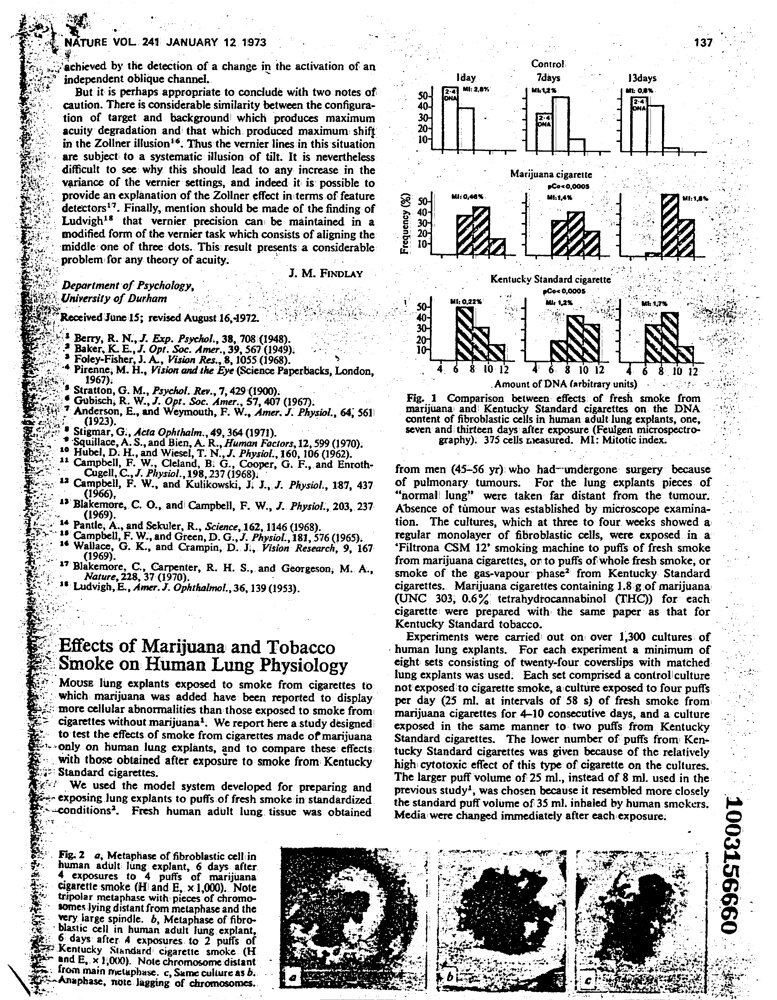 NATURE VOL. 241 JANUARY 12 1973
137
achieved by the detection of a change in the activation of an
independent oblique channel.
But it is perhaps appropriate to conclude with two notes of
caution. There is considerable similarity between the configura-
tion of target and background which produces maximum
acuity degradation and that which produced maximum shift
in the Zollner illusion¹⁶. Thus the vernier lines in this situation
are subject to a systematic illusion of tilt. It is nevertheless
difficult to see why this should lead to any increase in the
variance of the vernier settings, and indeed it is possible to
provide an explanation of the Zollner effect in terms of feature
detectors¹⁷. Finally, mention should be made of the finding of
Ludvigh¹⁸ that vernier precision can be maintained in a
modified form of the vernier task which consists of aligning the
middle one of three dots. This result presents a considerable
problem for any theory of acuity.
J. M. FINDLAY
Department of Psychology,
University of Durham
Received June 15; revised August 16, 1972.
¹ Berry, R. N., J. Exp. Psychol., 38, 708 (1948).
² Baker, K. E., J. Opt. Soc. Amer., 39, 567 (1949).
³ Foley-Fisher, J. A., Vision Res., 8, 1055 (1968).
⁴ Pirenne, M. H., Vision and the Eye (Science Paperbacks, London,
1967).
⁵ Stratton, G. M., Psychol. Rev., 7, 429 (1900).
⁶ Gubisch, R. W., J. Opt. Soc. Amer., 57, 407 (1967).
⁷ Anderson, E., and Weymouth, F. W., Amer. J. Physiol., 64, 561
(1923).
⁸ Stigmar, G., Acta Ophthalm., 49, 364 (1971).
⁹ Squillace, A. S., and Bien, A. R., Human Factors, 12, 599 (1970).
¹⁰ Hubel, D. H., and Wiesel, T. N., J. Physiol., 160, 106 (1962).
¹¹ Campbell, F. W., Cleland, B. G., Cooper, G. F., and Enroth-
Cugell, C., J. Physiol., 198, 237 (1968).
¹² Campbell, F. W., and Kulikowski, J. J., J. Physiol., 187, 437
(1966).
¹³ Blakemore, C. O., and Campbell, F. W., J. Physiol., 203, 237
(1969).
¹⁴ Pantle, A., and Sekuler, R., Science, 162, 1146 (1968).
¹⁵ Campbell, F. W., and Green, D. G., J. Physiol., 181, 576 (1965).
¹⁶ Wallace, G. K., and Crampin, D. J., Vision Research, 9, 167
(1969).
¹⁷ Blakemore, C., Carpenter, R. H. S., and Georgeson, M. A.,
Nature, 228, 37 (1970).
¹⁸ Ludvigh, E., Amer. J. Ophthalmol., 36, 139 (1953).
Effects of Marijuana and Tobacco
Smoke on Human Lung Physiology
MOUSE lung explants exposed to smoke from cigarettes to
which marijuana was added have been reported to display
more cellular abnormalities than those exposed to smoke from
cigarettes without marijuana¹. We report here a study designed
to test the effects of smoke from cigarettes made of marijuana
only on human lung explants, and to compare these effects
with those obtained after exposure to smoke from Kentucky
Standard cigarettes.
We used the model system developed for preparing and
exposing lung explants to puffs of fresh smoke in standardized
conditions². Fresh human adult lung tissue was obtained
Control
1day 7days 13days
2·4 DNA MI: 2,8%
MI:1,2% 2·4 DNA
MI: 0,8% 2·4 DNA
50
40
30
20
10
Marijuana cigarette
pCo<0,0005
MI:0,46% MI:1,4% MI:1,8%
Frequency (%)
50
40
30
20
10
Kentucky Standard cigarette
pCo<0,0005
MI: 0,22% MI: 1,2% MI: 1,7%
50
40
30
20
10
4 6 8 10 12 4 6 8 10 12 4 6 8 10 12
Amount of DNA (arbitrary units)
Fig. 1 Comparison between effects of fresh smoke from
marijuana and Kentucky Standard cigarettes on the DNA
content of fibroblastic cells in human adult lung explants, one,
seven and thirteen days after exposure (Feulgen microspectro-
graphy). 375 cells measured. MI: Mitotic index.
from men (45–56 yr) who had undergone surgery because
of pulmonary tumours. For the lung explants pieces of
"normal lung" were taken far distant from the tumour.
Absence of tumour was established by microscope examina-
tion. The cultures, which at three to four weeks showed a
regular monolayer of fibroblastic cells, were exposed in a
'Filtrona CSM 12' smoking machine to puffs of fresh smoke
from marijuana cigarettes, or to puffs of whole fresh smoke, or
smoke of the gas-vapour phase² from Kentucky Standard
cigarettes. Marijuana cigarettes containing 1.8 g of marijuana
(UNC 303, 0.6% tetrahydrocannabinol (THC)) for each
cigarette were prepared with the same paper as that for
Kentucky Standard tobacco.
Experiments were carried out on over 1,300 cultures of
human lung explants. For each experiment a minimum of
eight sets consisting of twenty-four coverslips with matched
lung explants was used. Each set comprised a control culture
not exposed to cigarette smoke, a culture exposed to four puffs
per day (25 ml. at intervals of 58 s) of fresh smoke from
marijuana cigarettes for 4–10 consecutive days, and a culture
exposed in the same manner to two puffs from Kentucky
Standard cigarettes. The lower number of puffs from Ken-
tucky Standard cigarettes was given because of the relatively
high cytotoxic effect of this type of cigarette on the cultures.
The larger puff volume of 25 ml., instead of 8 ml. used in the
previous study¹, was chosen because it resembled more closely
the standard puff volume of 35 ml. inhaled by human smokers.
Media were changed immediately after each exposure.
Fig. 2 a, Metaphase of fibroblastic cell in
human adult lung explant, 6 days after
4 exposures to 4 puffs of marijuana
cigarette smoke (H and E, ×1,000). Note
tripolar metaphase with pieces of chromo-
somes lying distant from metaphase and the
very large spindle. b, Metaphase of fibro-
blastic cell in human adult lung explant,
6 days after 4 exposures to 2 puffs of
Kentucky Standard cigarette smoke (H
and E, ×1,000). Note chromosome distant
from main metaphase. c, Same culture as b.
Anaphase, note lagging of chromosomes.
a
b
c
1003156660